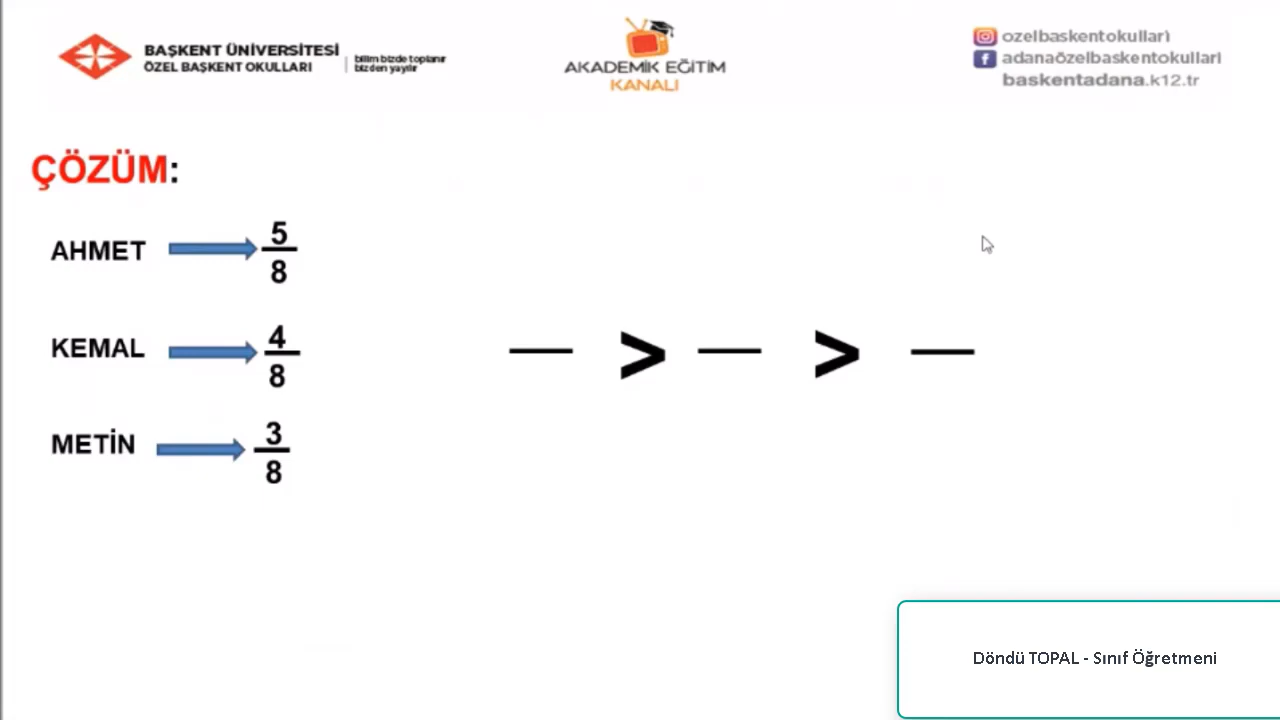 BAŞKENT ÜNİVERSİTESİ
ÖZEL BAŞKENT OKULLARI
bilim bizde toplanır
bizden yayılır
AKADEMİK EĞİTİM
KANALI
ozelbaskentokullari
adanaözelbaskentokullari
baskentadana.k12.tr
ÇÖZÜM:
AHMET 5/8
KEMAL 4/8
METİN 3/8
— > — > —
Döndü TOPAL - Sınıf Öğretmeni